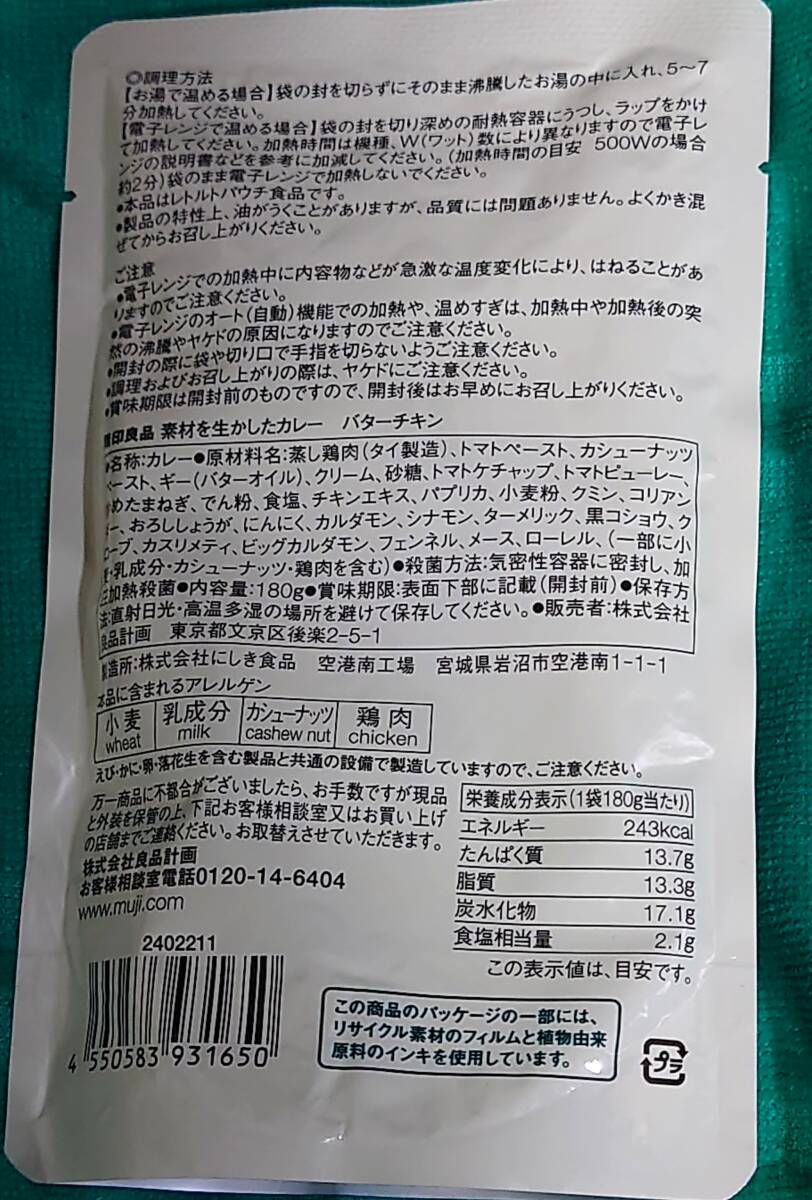 ◎調理方法
【お湯で温める場合】袋の封を切らずにそのまま沸騰したお湯の中に入れ、5〜7
分加熱してください。
【電子レンジで温める場合】袋の封を切り深めの耐熱容器にうつし、ラップをかけ
て加熱してください。加熱時間は機種、W(ワット)数により異なりますので電子レ
ンジの説明書などを参考に加減してください。(加熱時間の目安 500Wの場合
約2分)袋のまま電子レンジで加熱しないでください。
●本品はレトルトパウチ食品です。
●製品の特性上、油がうくことがありますが、品質には問題ありません。よくかき混
ぜてからお召し上がりください。
ご注意
●電子レンジでの加熱中に内容物などが急激な温度変化により、はねることがあ
りますのでご注意ください。
●電子レンジのオート(自動)機能での加熱や、温めすぎは、加熱中や加熱後の突
然の沸騰やヤケドの原因になりますのでご注意ください。
●開封の際に袋や切り口で手指を切らないようご注意ください。
●調理およびお召し上がりの際は、ヤケドにご注意ください。
●賞味期限は開封前のものですので、開封後はお早めにお召し上がりください。
無印良品 素材を生かしたカレー バターチキン
●名称:カレー●原材料名:蒸し鶏肉(タイ製造)、トマトペースト、カシューナッツ
ペースト、ギー(バターオイル)、クリーム、砂糖、トマトケチャップ、トマトピューレー、
炒めたまねぎ、でん粉、食塩、チキンエキス、パプリカ、小麦粉、クミン、コリアン
ダー、おろししょうが、にんにく、カルダモン、シナモン、ターメリック、黒コショウ、ク
ローブ、カスリメティ、ビッグカルダモン、フェンネル、メース、ローレル、(一部に小
麦・乳成分・カシューナッツ・鶏肉を含む)●殺菌方法:気密性容器に密封し、加
圧加熱殺菌●内容量:180g●賞味期限:表面下部に記載(開封前)●保存方
法:直射日光・高温多湿の場所を避けて保存してください。●販売者:株式会社
良品計画 東京都文京区後楽2-5-1
製造所:株式会社にしき食品 空港南工場 宮城県岩沼市空港南1-1-1
本品に含まれるアレルゲン
小麦 乳成分 カシューナッツ 鶏肉
wheat milk cashew nut chicken
えび・かに・卵・落花生を含む製品と共通の設備で製造していますので、ご注意ください。
万一商品に不都合がございましたら、お手数ですが現品
と外装を保管の上、下記お客様相談室又はお買い上げ
の店舗までご連絡ください。お取替えさせていただきます。
株式会社良品計画
お客様相談室電話0120-14-6404
www.muji.com
栄養成分表示(1袋180g当たり)
エネルギー 243kcal
たんぱく質 13.7g
脂質 13.3g
炭水化物 17.1g
食塩相当量 2.1g
この表示値は、目安です。
2402211
4 550583 931650
この商品のパッケージの一部には、
リサイクル素材のフィルムと植物由来
原料のインキを使用しています。
プラ